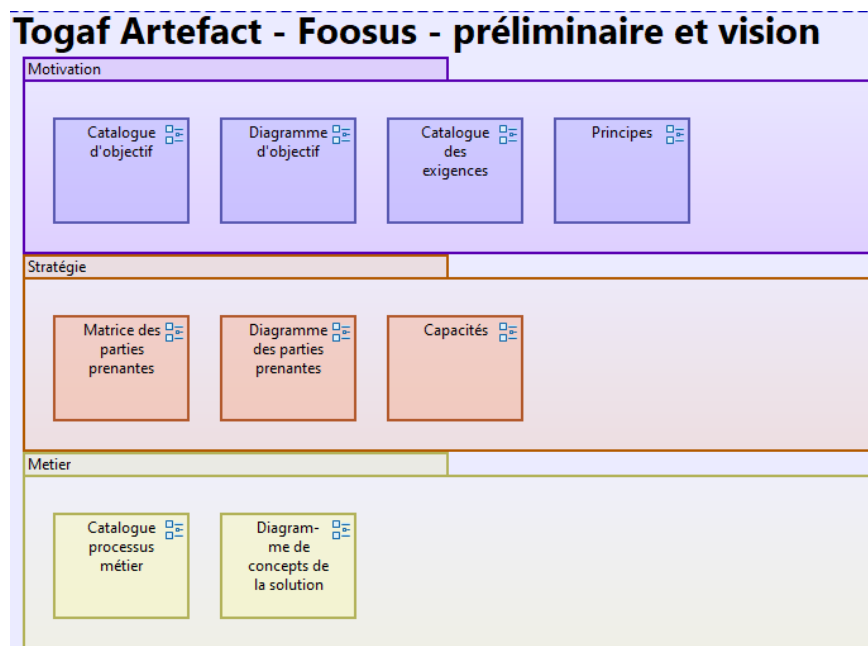 Togaf Artefact - Foosus - préliminaire et vision
Motivation
Catalogue
d'objectif
Diagramme
d'objectif
Catalogue
des
exigences
Principes
Stratégie
Matrice des
parties
prenantes
Diagramme
des parties
prenantes
Capacités
Metier
Catalogue
processus
métier
Diagram-
me de
concepts de
la solution